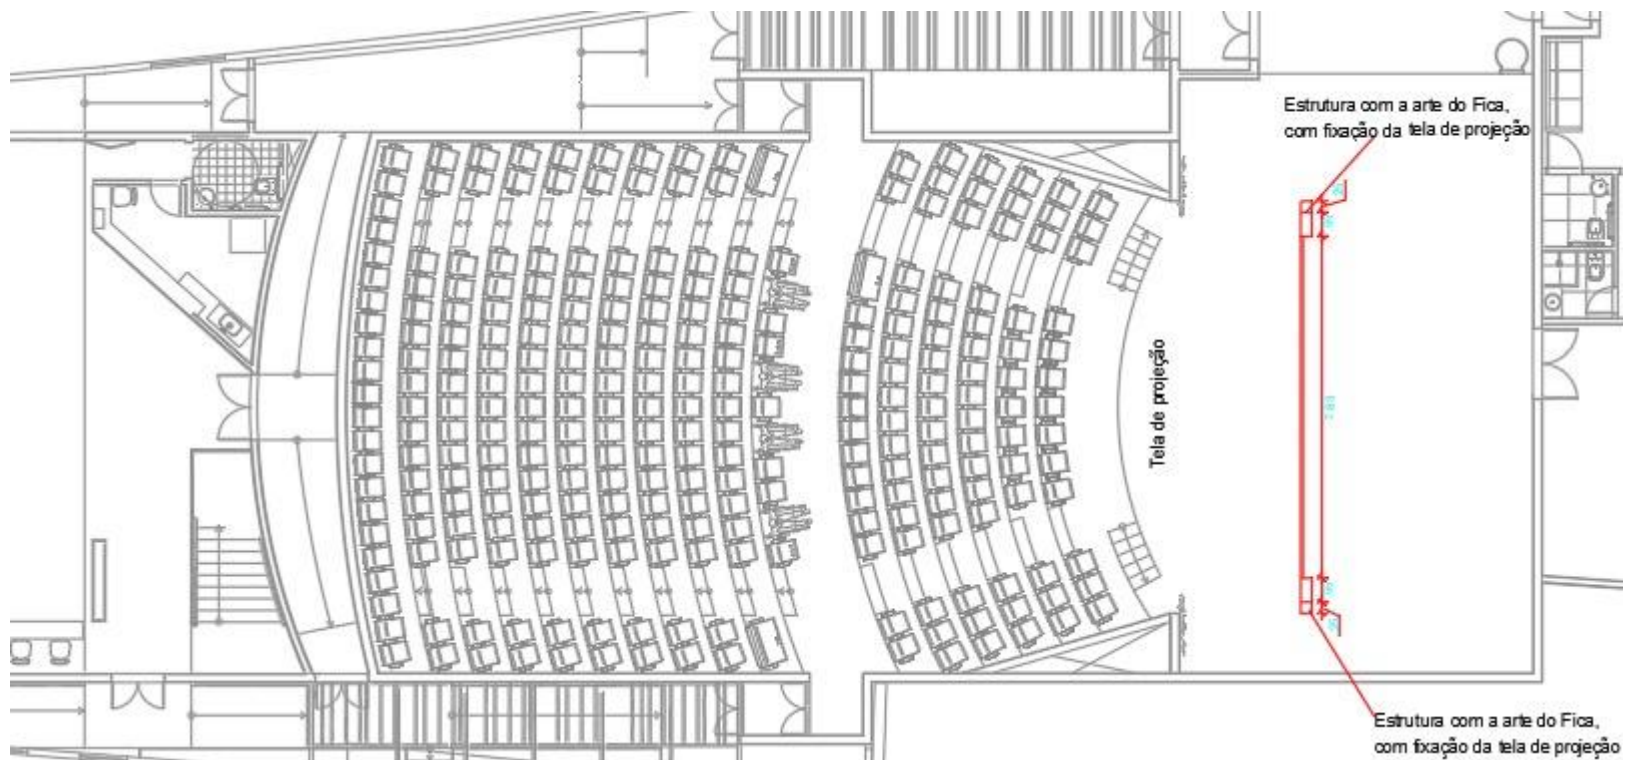 Estrutura com a arte do Fica,
com fixação da tela de projeção
Tela de projeção
Estrutura com a arte do Fica,
com fixação da tela de projeção